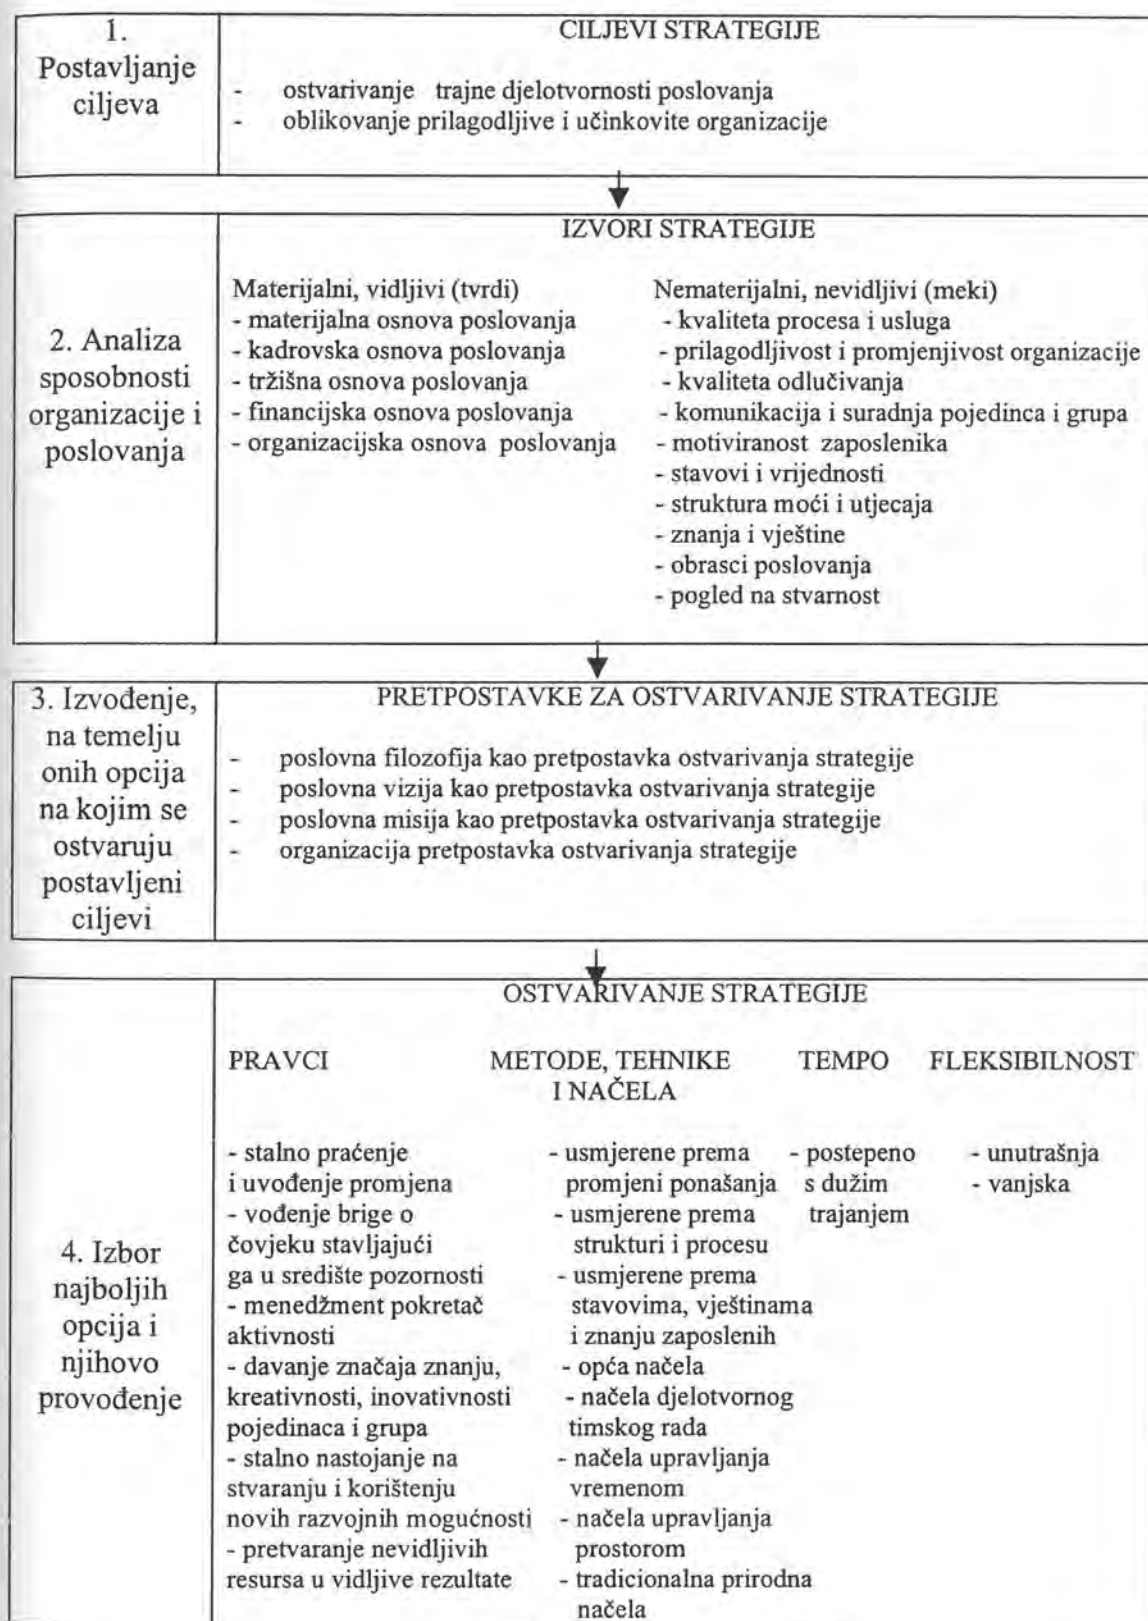 1.
Postavljanje
ciljeva
CILJEVI STRATEGIJE
- ostvarivanje trajne djelotvornosti poslovanja
- oblikovanje prilagodljive i učinkovite organizacije
2. Analiza
sposobnosti
organizacije i
poslovanja
IZVORI STRATEGIJE
Materijalni, vidljivi (tvrdi)
- materijalna osnova poslovanja
- kadrovska osnova poslovanja
- tržišna osnova poslovanja
- financijska osnova poslovanja
- organizacijska osnova poslovanja
Nematerijalni, nevidljivi (meki)
- kvaliteta procesa i usluga
- prilagodljivost i promjenjivost organizacije
- kvaliteta odlučivanja
- komunikacija i suradnja pojedinca i grupa
- motiviranost zaposlenika
- stavovi i vrijednosti
- struktura moći i utjecaja
- znanja i vještine
- obrasci poslovanja
- pogled na stvarnost
3. Izvođenje,
na temelju
onih opcija
na kojim se
ostvaruju
postavljeni
ciljevi
PRETPOSTAVKE ZA OSTVARIVANJE STRATEGIJE
- poslovna filozofija kao pretpostavka ostvarivanja strategije
- poslovna vizija kao pretpostavka ostvarivanja strategije
- poslovna misija kao pretpostavka ostvarivanja strategije
- organizacija pretpostavka ostvarivanja strategije
4. Izbor
najboljih
opcija i
njihovo
provođenje
OSTVARIVANJE STRATEGIJE
PRAVCI
- stalno praćenje
i uvođenje promjena
- vođenje brige o
čovjeku stavljajući
ga u središte pozornosti
- menedžment pokretač
aktivnosti
- davanje značaja znanju,
kreativnosti, inovativnosti
pojedinaca i grupa
- stalno nastojanje na
stvaranju i korištenju
novih razvojnih mogućnosti
- pretvaranje nevidljivih
resursa u vidljive rezultate
METODE, TEHNIKE
I NAČELA
- usmjerene prema
promjeni ponašanja
- usmjerene prema
strukturi i procesu
- usmjerene prema
stavovima, vještinama
i znanju zaposlenih
- opća načela
- načela djelotvornog
timskog rada
- načela upravljanja
vremenom
- načela upravljanja
prostorom
- tradicionalna prirodna
načela
TEMPO
- postepeno
s dužim
trajanjem
FLEKSIBILNOST
- unutrašnja
- vanjska